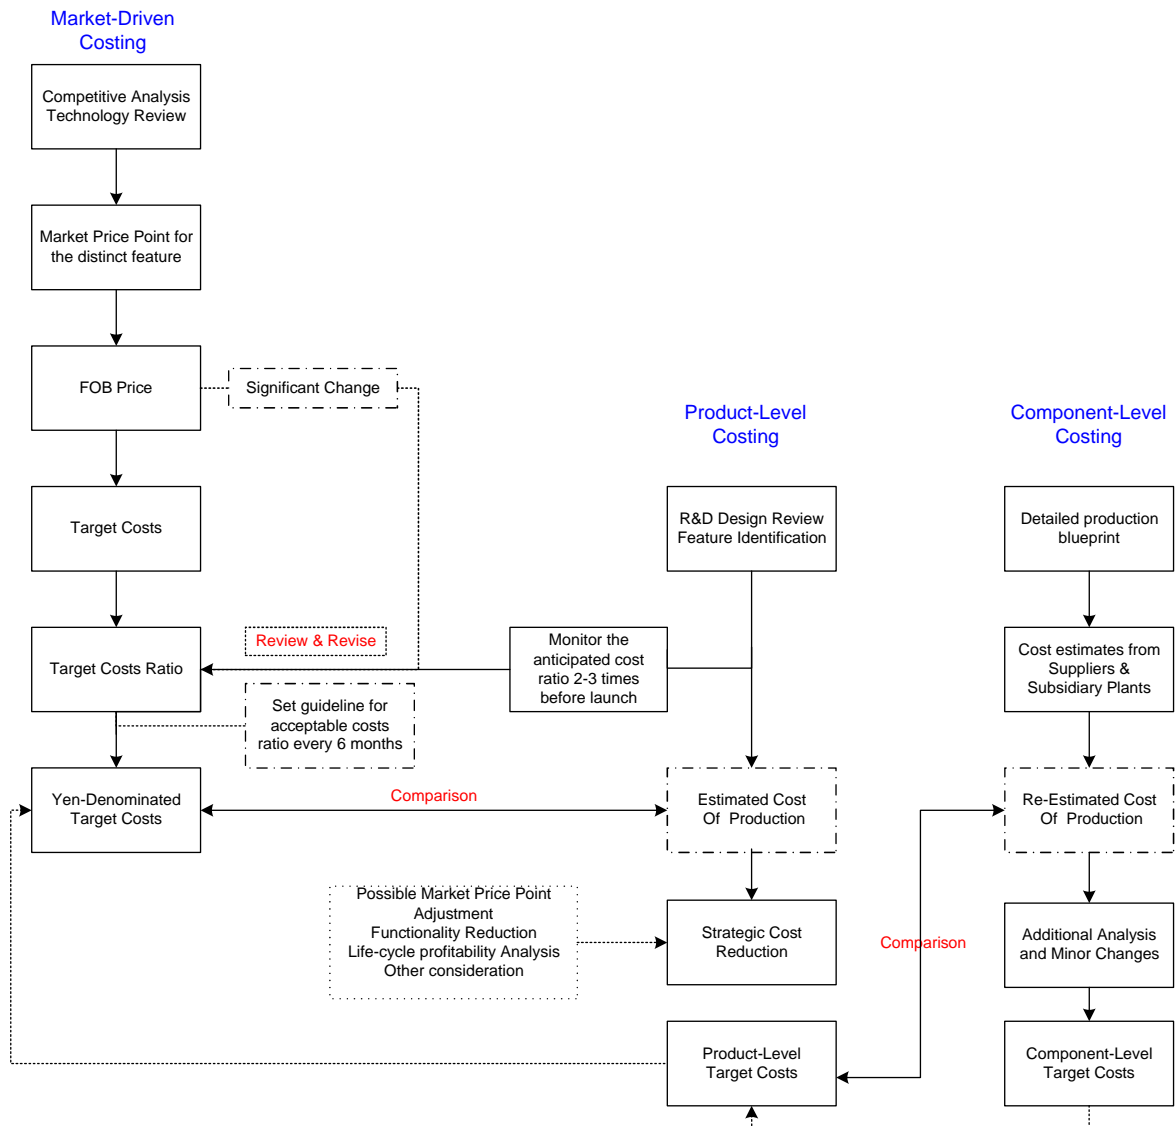 Market-Driven
Costing
Competitive Analysis
Technology Review
Market Price Point for
the distinct feature
FOB Price
Significant Change
Target Costs
Target Costs Ratio
Review & Revise
Set guideline for
acceptable costs
ratio every 6 months
Yen-Denominated
Target Costs
Comparison
Product-Level
Costing
R&D Design Review
Feature Identification
Monitor the
anticipated cost
ratio 2-3 times
before launch
Estimated Cost
Of Production
Possible Market Price Point
Adjustment
Functionality Reduction
Life-cycle profitability Analysis
Other consideration
Strategic Cost
Reduction
Product-Level
Target Costs
Component-Level
Costing
Detailed production
blueprint
Cost estimates from
Suppliers &
Subsidiary Plants
Re-Estimated Cost
Of Production
Comparison
Additional Analysis
and Minor Changes
Component-Level
Target Costs